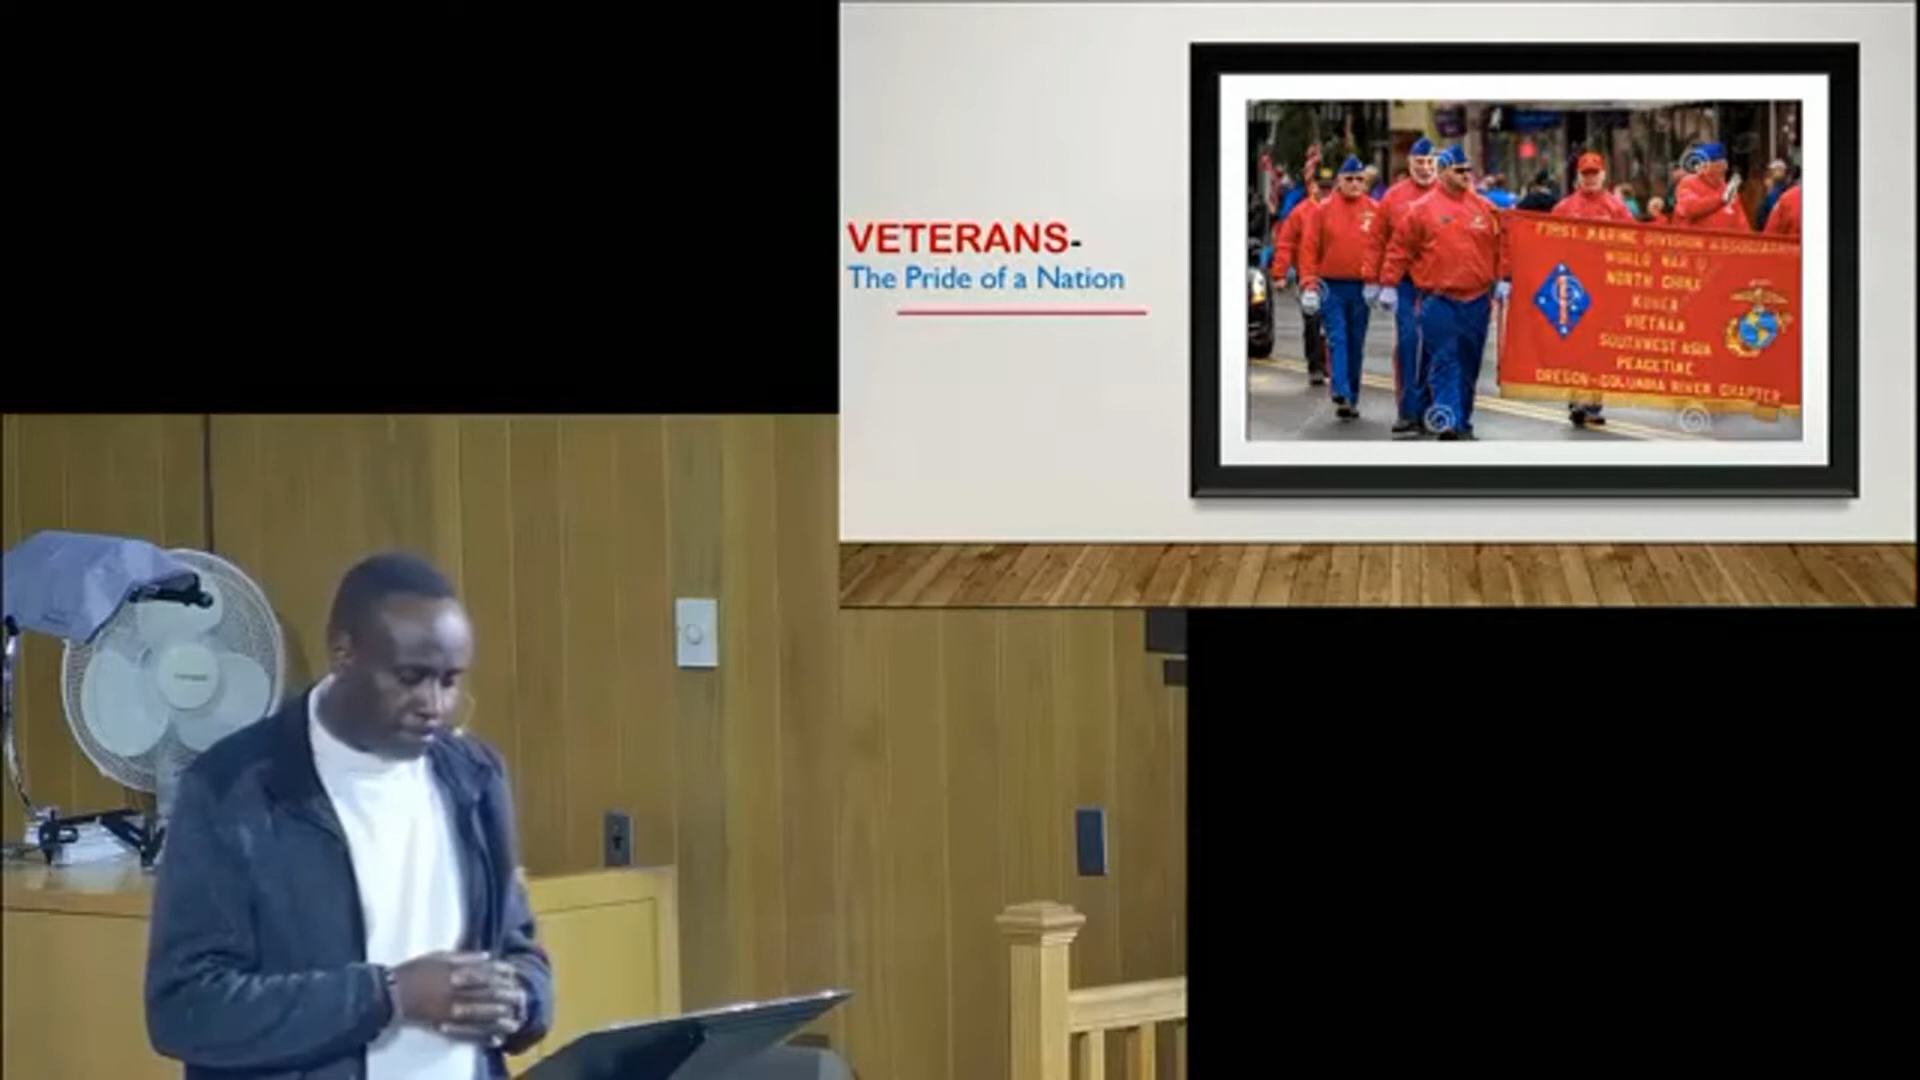 VETERANS-
The Pride of a Nation
FIRST MARINE DIVISION ASSOCIATION
WORLD WAR II
NORTH CHINA
KOREA
VIETNAM
SOUTHWEST ASIA
PEACETIME
OREGON-COLUMBIA RIVER CHAPTER